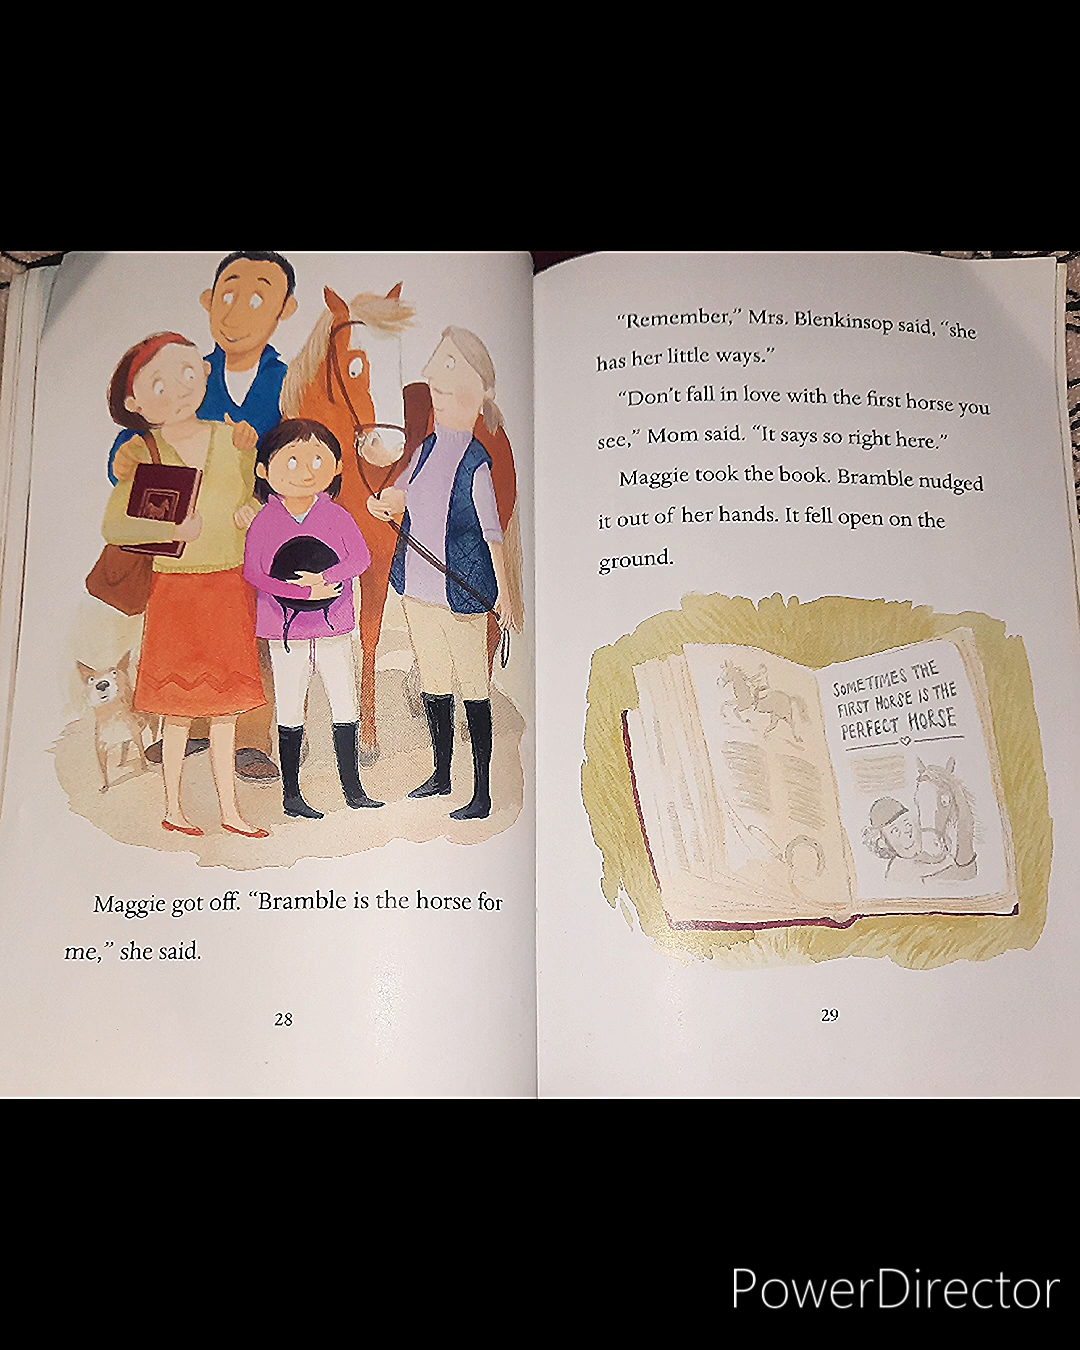 Maggie got off. “Bramble is the horse for
me,” she said.
28
“Remember,” Mrs. Blenkinsop said, “she
has her little ways.”
“Don’t fall in love with the first horse you
see,” Mom said. “It says so right here.”
Maggie took the book. Bramble nudged
it out of her hands. It fell open on the
ground.
SOMETIMES THE
FIRST HORSE IS THE
PERFECT HORSE
29
PowerDirector